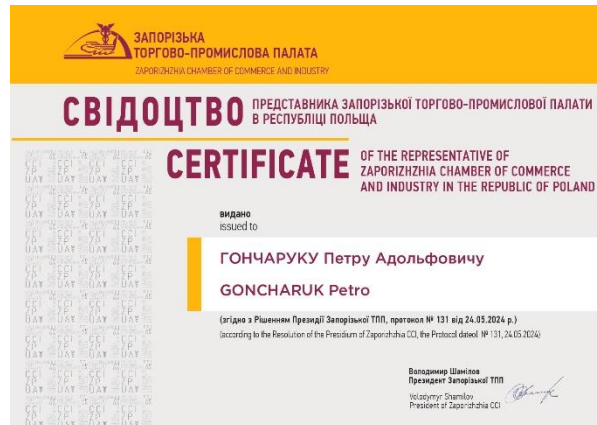 ЗАПОРІЗЬКА
ТОРГОВО-ПРОМИСЛОВА ПАЛАТА
ZAPORIZHZHIA CHAMBER OF COMMERCE AND INDUSTRY
СВІДОЦТВО
ПРЕДСТАВНИКА ЗАПОРІЗЬКОЇ ТОРГОВО-ПРОМИСЛОВОЇ ПАЛАТИ
В РЕСПУБЛІЦІ ПОЛЬЩА
CERTIFICATE
OF THE REPRESENTATIVE OF
ZAPORIZHZHIA CHAMBER OF COMMERCE
AND INDUSTRY IN THE REPUBLIC OF POLAND
видано
issued to
ГОНЧАРУКУ Петру Адольфовичу
GONCHARUK Petro
(згідно з Рішенням Президії Запорізької ТПП, протокол № 131 від 24.05.2024 р.)
(according to the Resolution of the Presidium of Zaporizhzhia CCI, the Protocol dateol № 131, 24.05.2024)
Володимир Шамілов
Президент Запорізької ТПП
Volodymyr Shamilov
President of Zaporizhzhia CCI